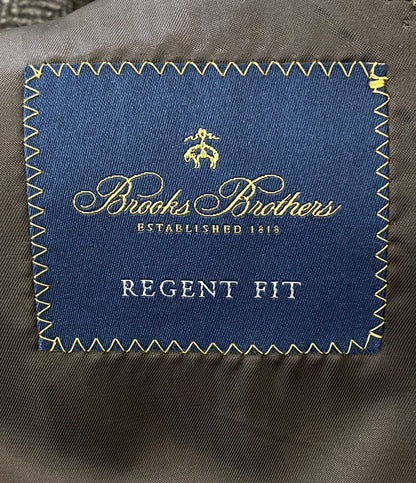 Brooks Brothers
ESTABLISHED 1818
REGENT FIT